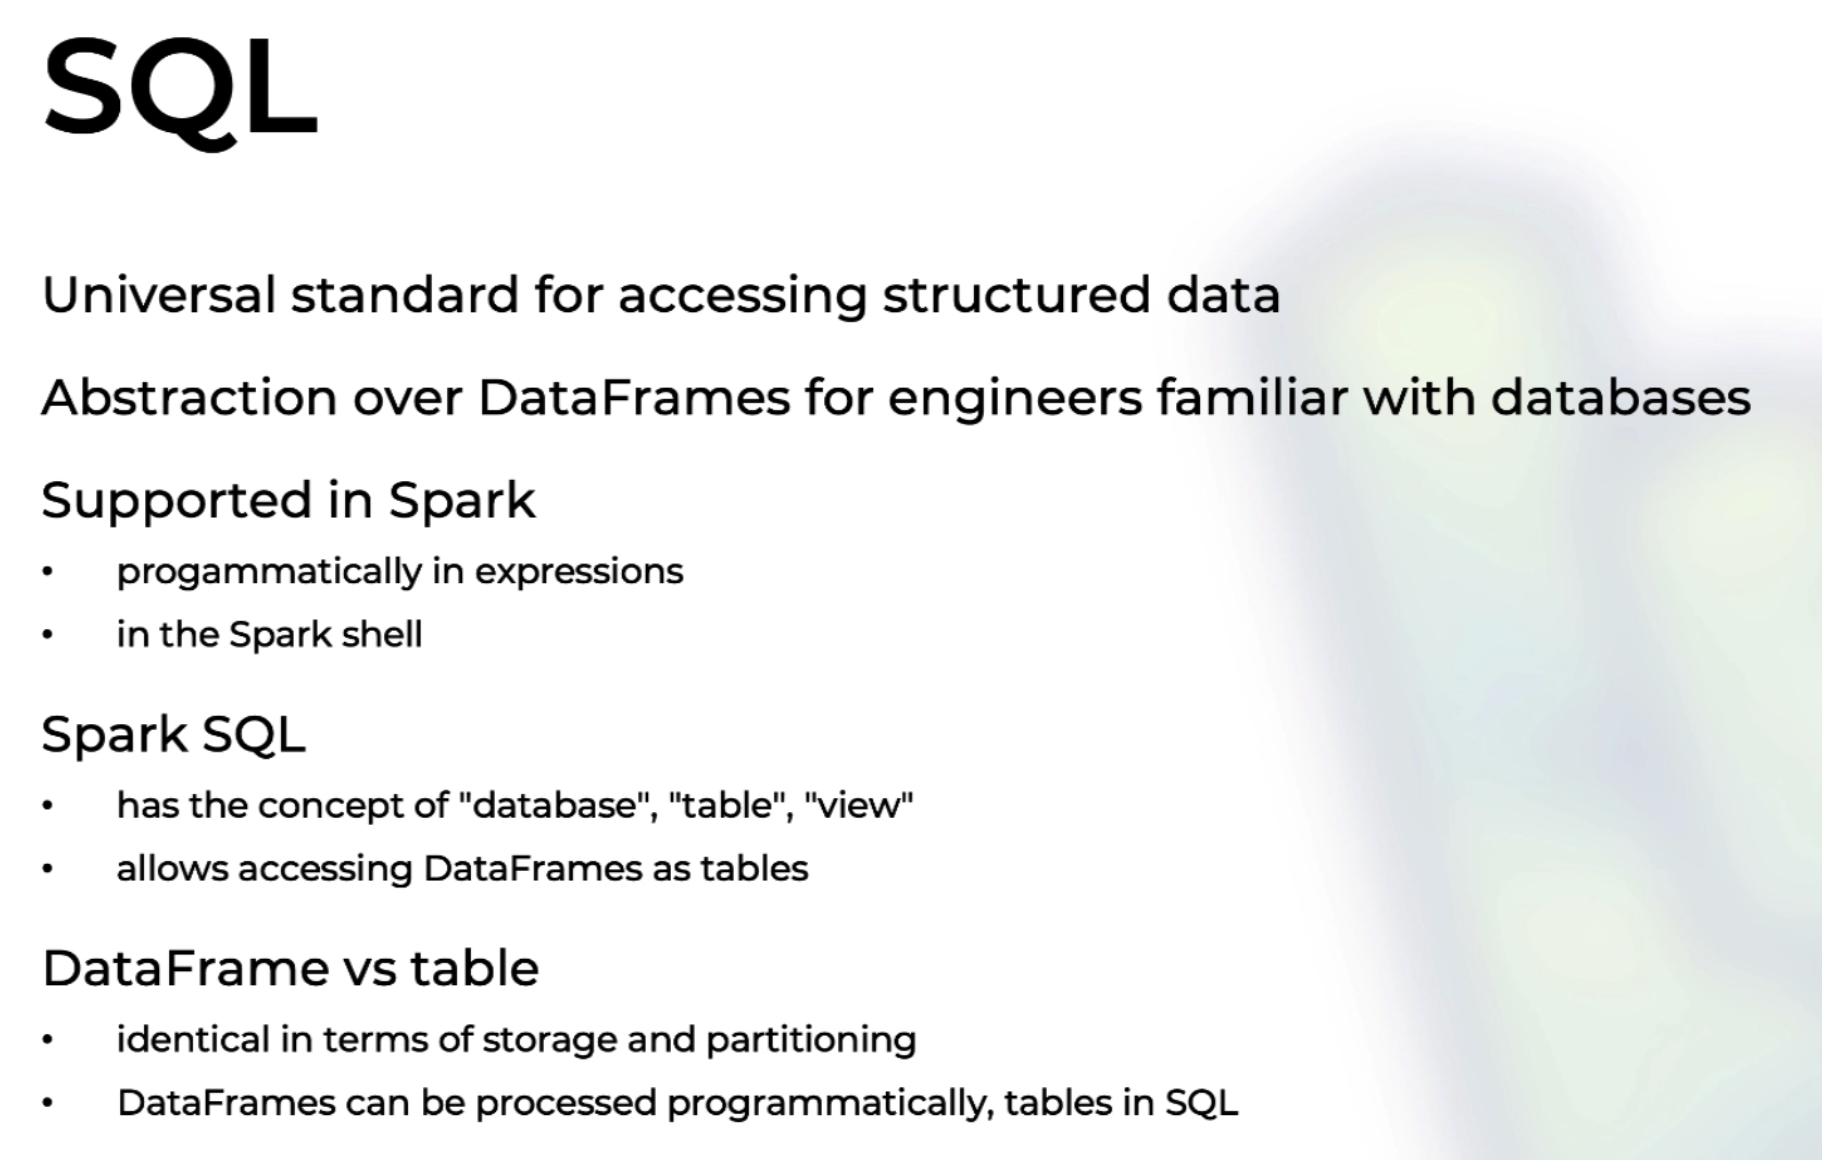 SQL
Universal standard for accessing structured data
Abstraction over DataFrames for engineers familiar with databases
Supported in Spark
• progammatically in expressions
• in the Spark shell
Spark SQL
• has the concept of "database", "table", "view"
• allows accessing DataFrames as tables
DataFrame vs table
• identical in terms of storage and partitioning
• DataFrames can be processed programmatically, tables in SQL